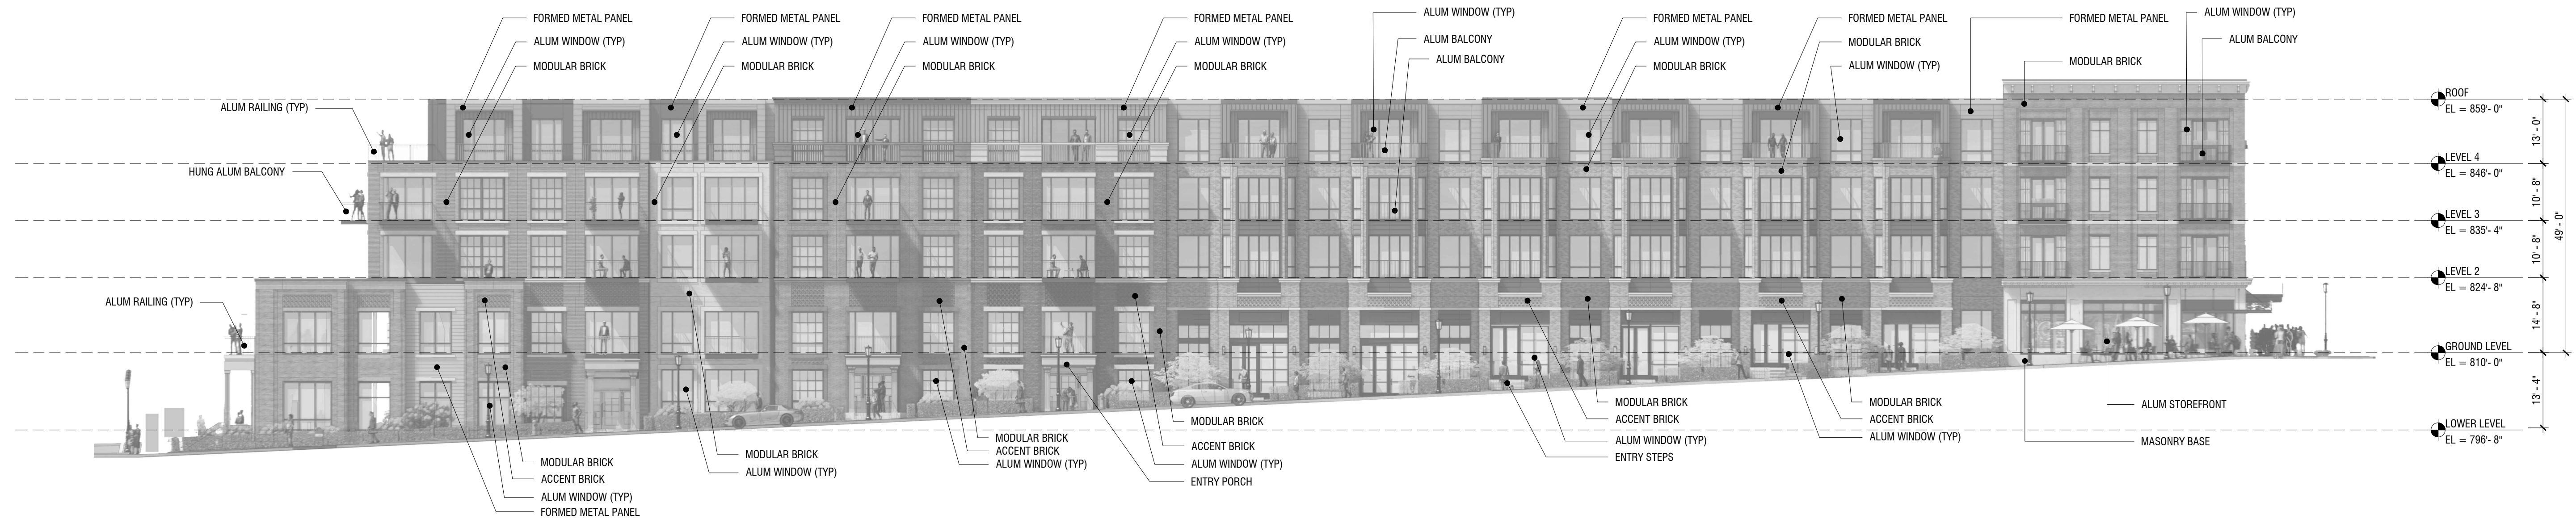 FORMED METAL PANEL
ALUM WINDOW (TYP)
MODULAR BRICK
FORMED METAL PANEL
ALUM WINDOW (TYP)
MODULAR BRICK
FORMED METAL PANEL
ALUM WINDOW (TYP)
MODULAR BRICK
FORMED METAL PANEL
ALUM WINDOW (TYP)
MODULAR BRICK
ALUM WINDOW (TYP)
ALUM BALCONY
ALUM BALCONY
FORMED METAL PANEL
ALUM WINDOW (TYP)
MODULAR BRICK
FORMED METAL PANEL
MODULAR BRICK
ALUM WINDOW (TYP)
FORMED METAL PANEL
MODULAR BRICK
ALUM WINDOW (TYP)
ALUM BALCONY
ALUM RAILING (TYP)
HUNG ALUM BALCONY
ALUM RAILING (TYP)
ROOF
EL = 859'- 0"
13' - 0"
LEVEL 4
EL = 846'- 0"
10' - 8"
LEVEL 3
EL = 835'- 4"
10' - 8"
49' - 0"
LEVEL 2
EL = 824'- 8"
14' - 8"
GROUND LEVEL
EL = 810'- 0"
13' - 4"
LOWER LEVEL
EL = 796'- 8"
MODULAR BRICK
ACCENT BRICK
ALUM WINDOW (TYP)
FORMED METAL PANEL
MODULAR BRICK
ALUM WINDOW (TYP)
MODULAR BRICK
ACCENT BRICK
ALUM WINDOW (TYP)
MODULAR BRICK
ACCENT BRICK
ALUM WINDOW (TYP)
ENTRY PORCH
MODULAR BRICK
ACCENT BRICK
ALUM WINDOW (TYP)
ENTRY STEPS
MODULAR BRICK
ACCENT BRICK
ALUM WINDOW (TYP)
ALUM STOREFRONT
MASONRY BASE